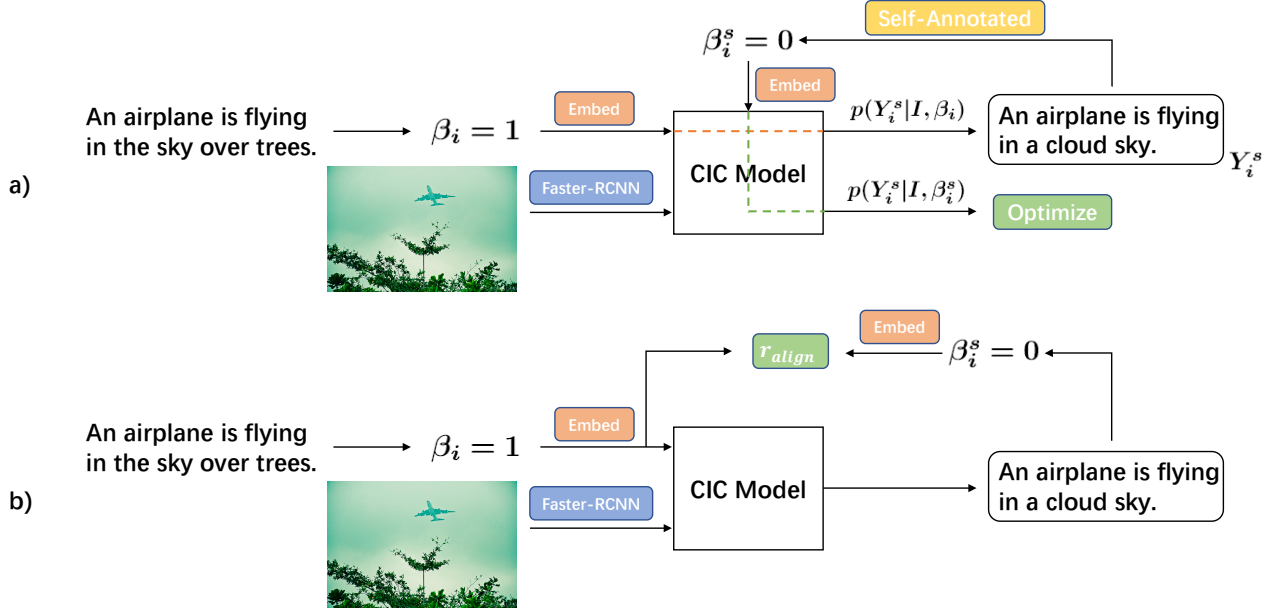 Self-Annotated
β_i^s = 0
Embed
An airplane is flying
in the sky over trees.
β_i = 1
Embed
p(Y_i^s|I, β_i)
An airplane is flying
in a cloud sky.
Y_i^s
a)
Faster-RCNN
CIC Model
p(Y_i^s|I, β_i^s)
Optimize
r_align
Embed
β_i^s = 0
An airplane is flying
in the sky over trees.
β_i = 1
Embed
CIC Model
An airplane is flying
in a cloud sky.
b)
Faster-RCNN